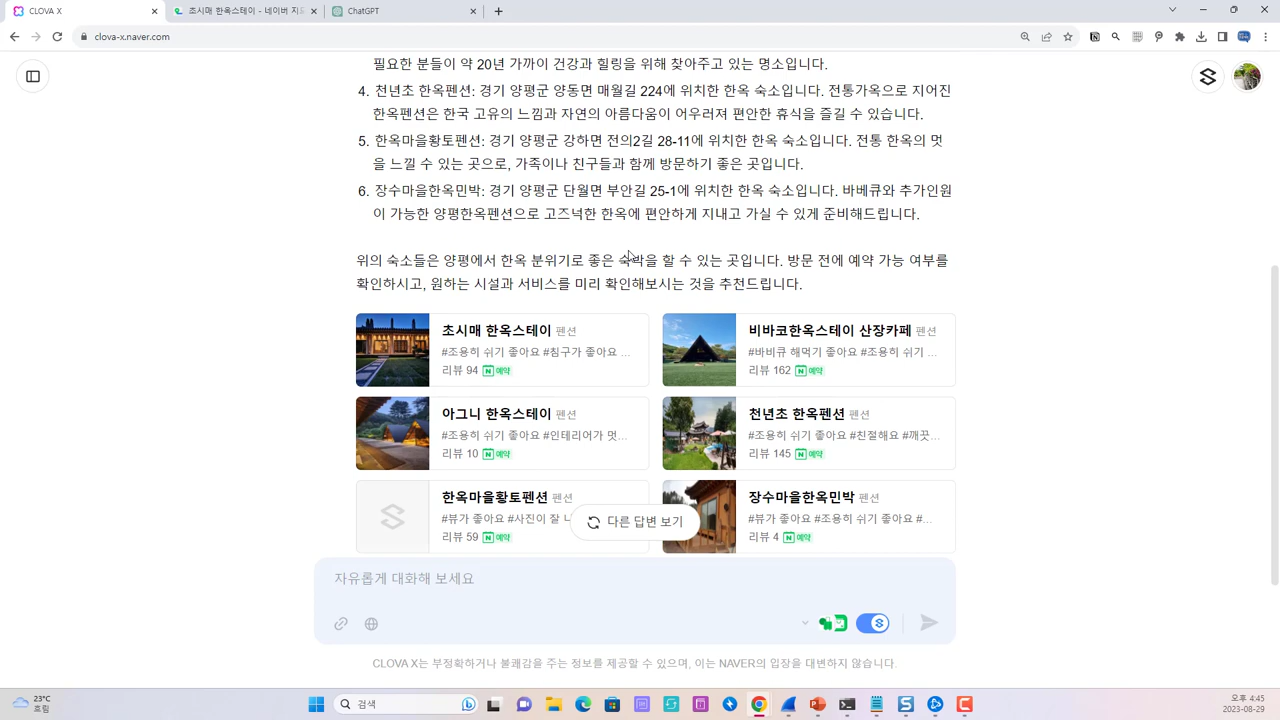 CLOVA X
초시매 한옥스테이 - 네이버 지도
ChatGPT
clova-x.naver.com
필요한 분들이 약 20년 가까이 건강과 힐링을 위해 찾아주고 있는 명소입니다.
4. 천년초 한옥펜션: 경기 양평군 양동면 매월길 224에 위치한 한옥 숙소입니다. 전통가옥으로 지어진
한옥펜션은 한국 고유의 느낌과 자연의 아름다움이 어우러져 편안한 휴식을 즐길 수 있습니다.
5. 한옥마을황토펜션: 경기 양평군 강하면 전의2길 28-11에 위치한 한옥 숙소입니다. 전통 한옥의 멋
을 느낄 수 있는 곳으로, 가족이나 친구들과 함께 방문하기 좋은 곳입니다.
6. 장수마을한옥민박: 경기 양평군 단월면 부안길 25-1에 위치한 한옥 숙소입니다. 바베큐와 추가인원
이 가능한 양평한옥펜션으로 고즈넉한 한옥에 편안하게 지내고 가실 수 있게 준비해드립니다.
위의 숙소들은 양평에서 한옥 분위기로 좋은 숙박을 할 수 있는 곳입니다. 방문 전에 예약 가능 여부를
확인하시고, 원하는 시설과 서비스를 미리 확인해보시는 것을 추천드립니다.
초시매 한옥스테이 펜션
#조용히 쉬기 좋아요 #침구가 좋아요 ...
리뷰 94 N 예약
비바코한옥스테이 산장카페 펜션
#바비큐 해먹기 좋아요 #조용히 쉬기 ...
리뷰 162 N 예약
아그니 한옥스테이 펜션
#조용히 쉬기 좋아요 #인테리어가 멋...
리뷰 10 N 예약
천년초 한옥펜션 펜션
#조용히 쉬기 좋아요 #친절해요 #깨끗...
리뷰 145 N 예약
한옥마을황토펜션 펜션
#뷰가 좋아요 #사진이 잘 
리뷰 59 N 예약
장수마을한옥민박 펜션
#뷰가 좋아요 #조용히 쉬기 좋아요 #...
리뷰 4 N 예약
다른 답변 보기
자유롭게 대화해 보세요
CLOVA X는 부정확하거나 불쾌감을 주는 정보를 제공할 수 있으며, 이는 NAVER의 입장을 대변하지 않습니다.
23°C
흐림
검색
오후 4:45
2023-08-29